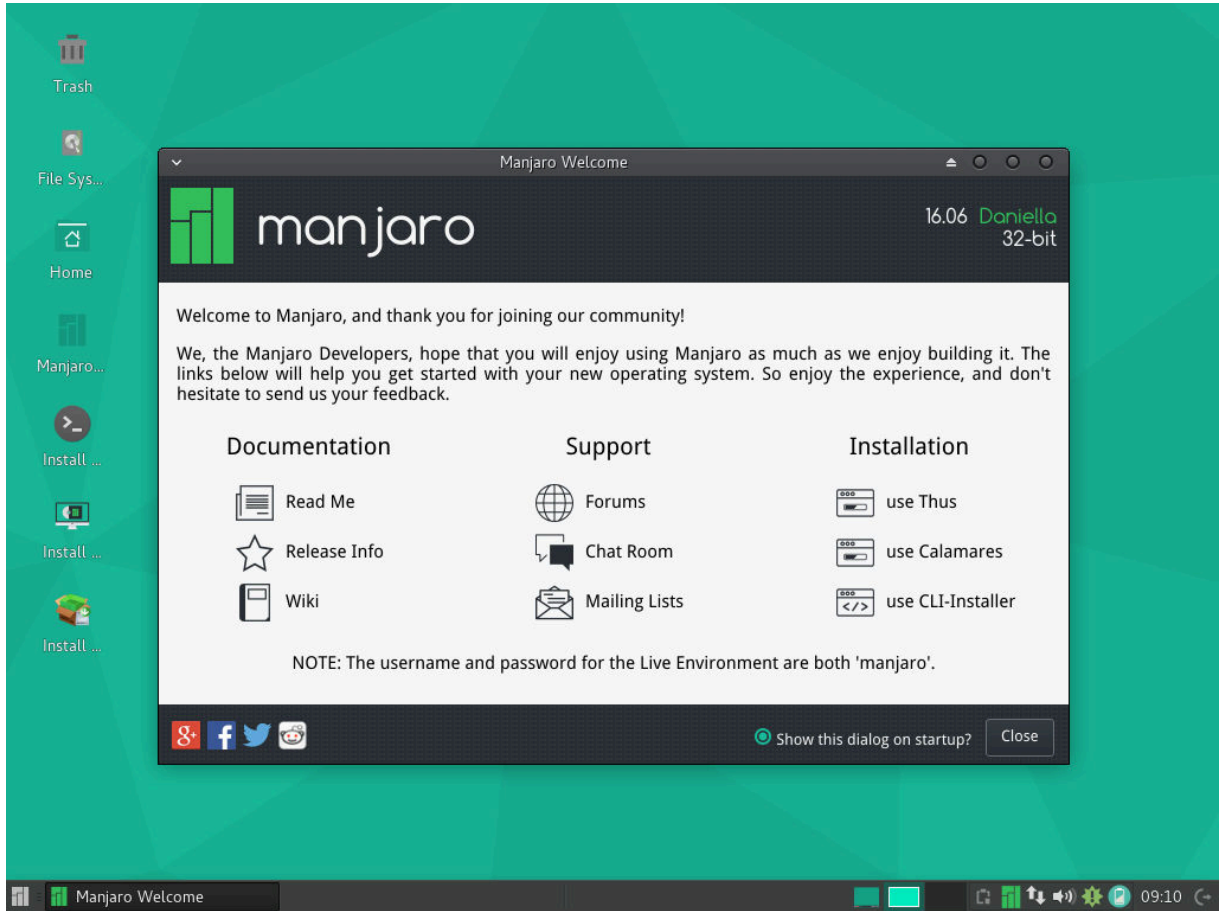 Trash
File Sys...
Home
Manjaro...
Install ...
Install ...
Install ...
Manjaro Welcome
manjaro
16.06 Daniella
32-bit
Welcome to Manjaro, and thank you for joining our community!
We, the Manjaro Developers, hope that you will enjoy using Manjaro as much as we enjoy building it. The
links below will help you get started with your new operating system. So enjoy the experience, and don't
hesitate to send us your feedback.
Documentation
Read Me
Release Info
Wiki
Support
Forums
Chat Room
Mailing Lists
Installation
use Thus
use Calamares
use CLI-Installer
NOTE: The username and password for the Live Environment are both 'manjaro'.
Show this dialog on startup?
Close
Manjaro Welcome
09:10